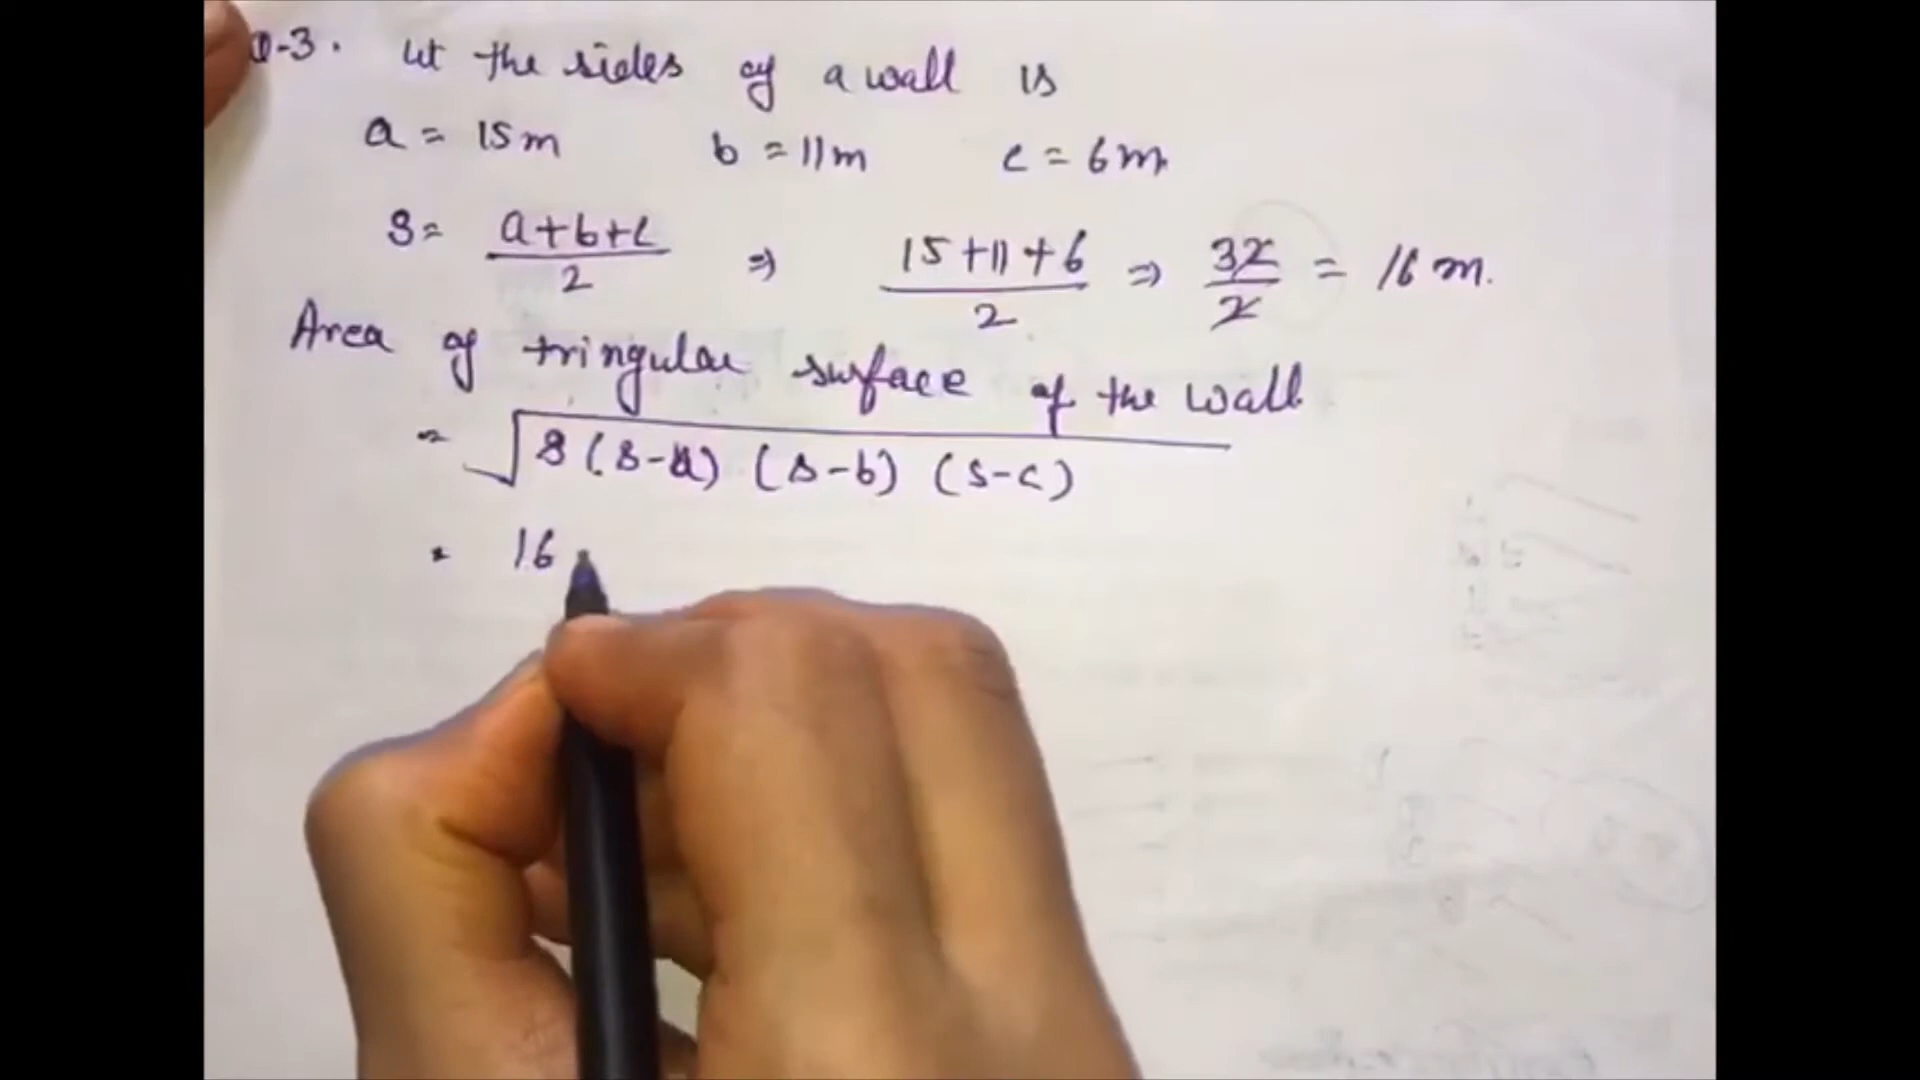 Q-3. let the sides of a wall is
a = 15m b = 11m c = 6m
S = a+b+c/2 ⇒ 15+11+6/2 ⇒ 32/2 = 16 m.
Area of tringular surface of the wall
= √s(s-a) (s-b) (s-c)
= 16